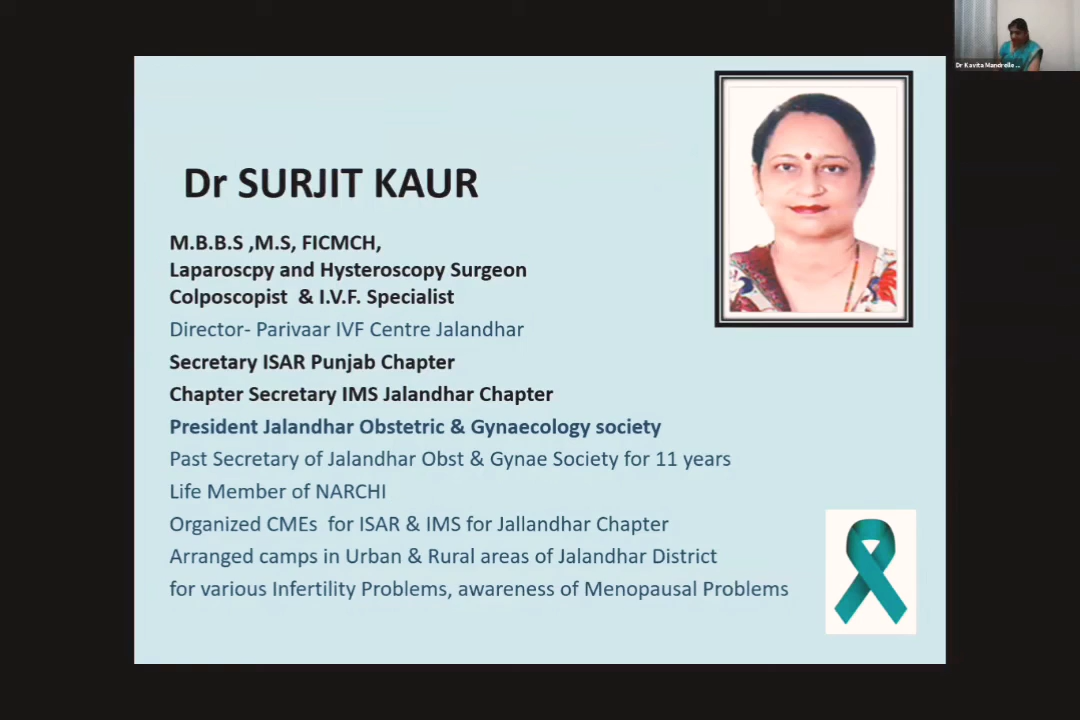 Dr Kavita Mandrelle ...
Dr SURJIT KAUR
M.B.B.S ,M.S, FICMCH,
Laparoscpy and Hysteroscopy Surgeon
Colposcopist & I.V.F. Specialist
Director- Parivaar IVF Centre Jalandhar
Secretary ISAR Punjab Chapter
Chapter Secretary IMS Jalandhar Chapter
President Jalandhar Obstetric & Gynaecology society
Past Secretary of Jalandhar Obst & Gynae Society for 11 years
Life Member of NARCHI
Organized CMEs for ISAR & IMS for Jallandhar Chapter
Arranged camps in Urban & Rural areas of Jalandhar District
for various Infertility Problems, awareness of Menopausal Problems